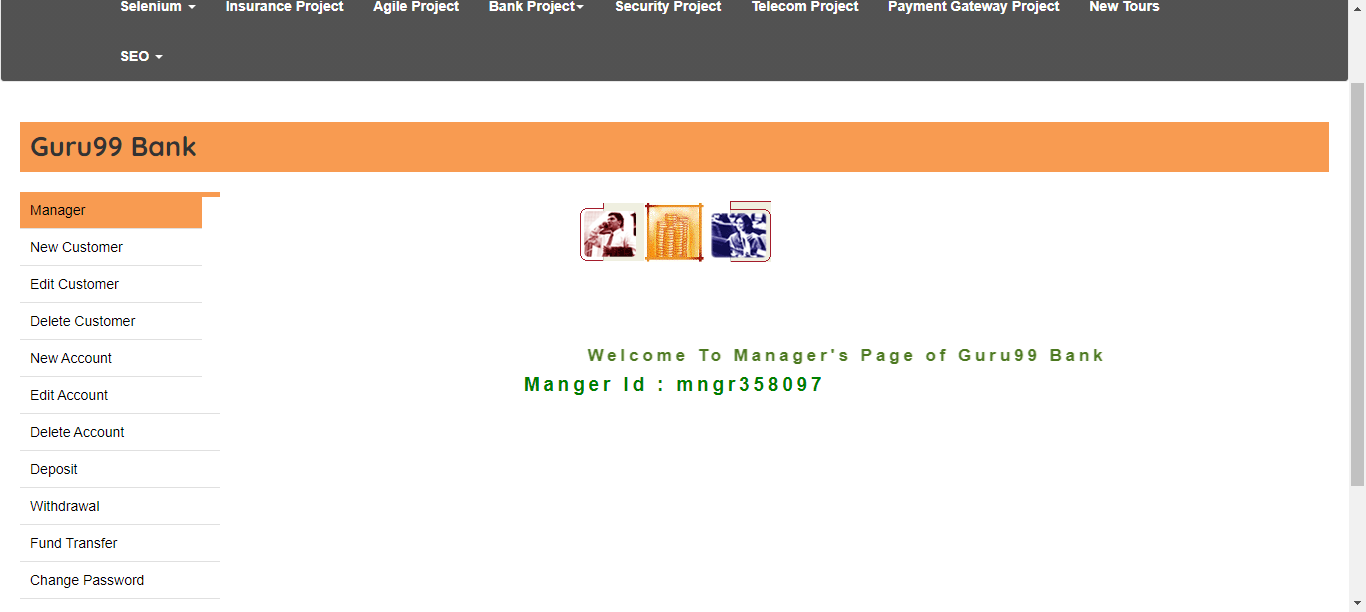 Selenium Insurance Project Agile Project Bank Project Security Project Telecom Project Payment Gateway Project New Tours
SEO
Guru99 Bank
Manager
New Customer
Edit Customer
Delete Customer
New Account
Edit Account
Delete Account
Deposit
Withdrawal
Fund Transfer
Change Password
Welcome To Manager's Page of Guru99 Bank
Manger Id : mngr358097